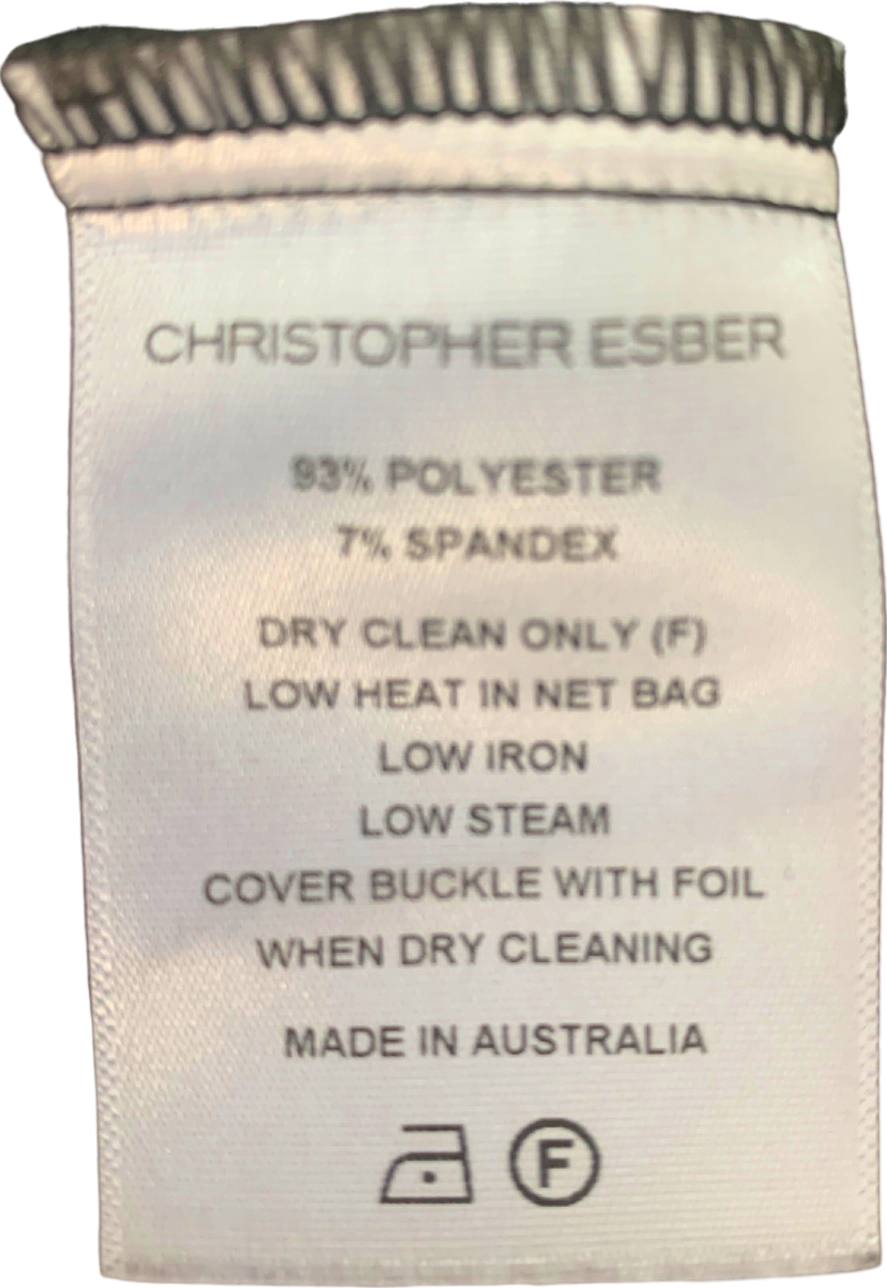 CHRISTOPHER ESBER
93% POLYESTER
7% SPANDEX
DRY CLEAN ONLY (F)
LOW HEAT IN NET BAG
LOW IRON
LOW STEAM
COVER BUCKLE WITH FOIL
WHEN DRY CLEANING
MADE IN AUSTRALIA
F